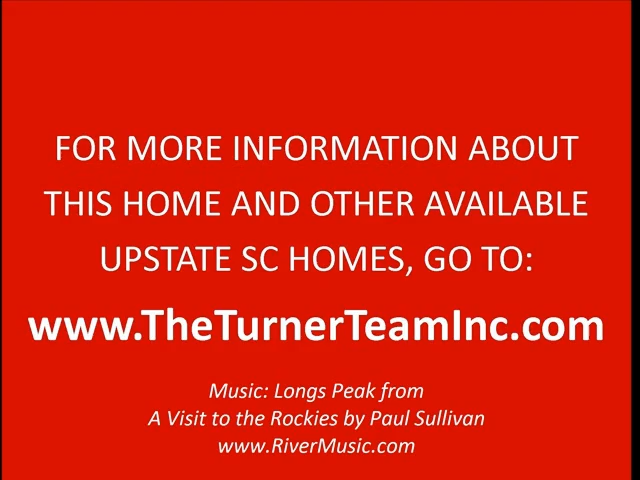 FOR MORE INFORMATION ABOUT
THIS HOME AND OTHER AVAILABLE
UPSTATE SC HOMES, GO TO:
www.TheTurnerTeamInc.com
Music: Longs Peak from
A Visit to the Rockies by Paul Sullivan
www.RiverMusic.com